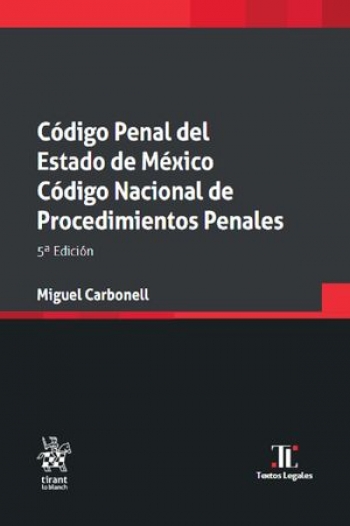 Código Penal del
Estado de México
Código Nacional de
Procedimientos Penales
5ª Edición
Miguel Carbonell
tirant
lo blanch
TL
Textos Legales